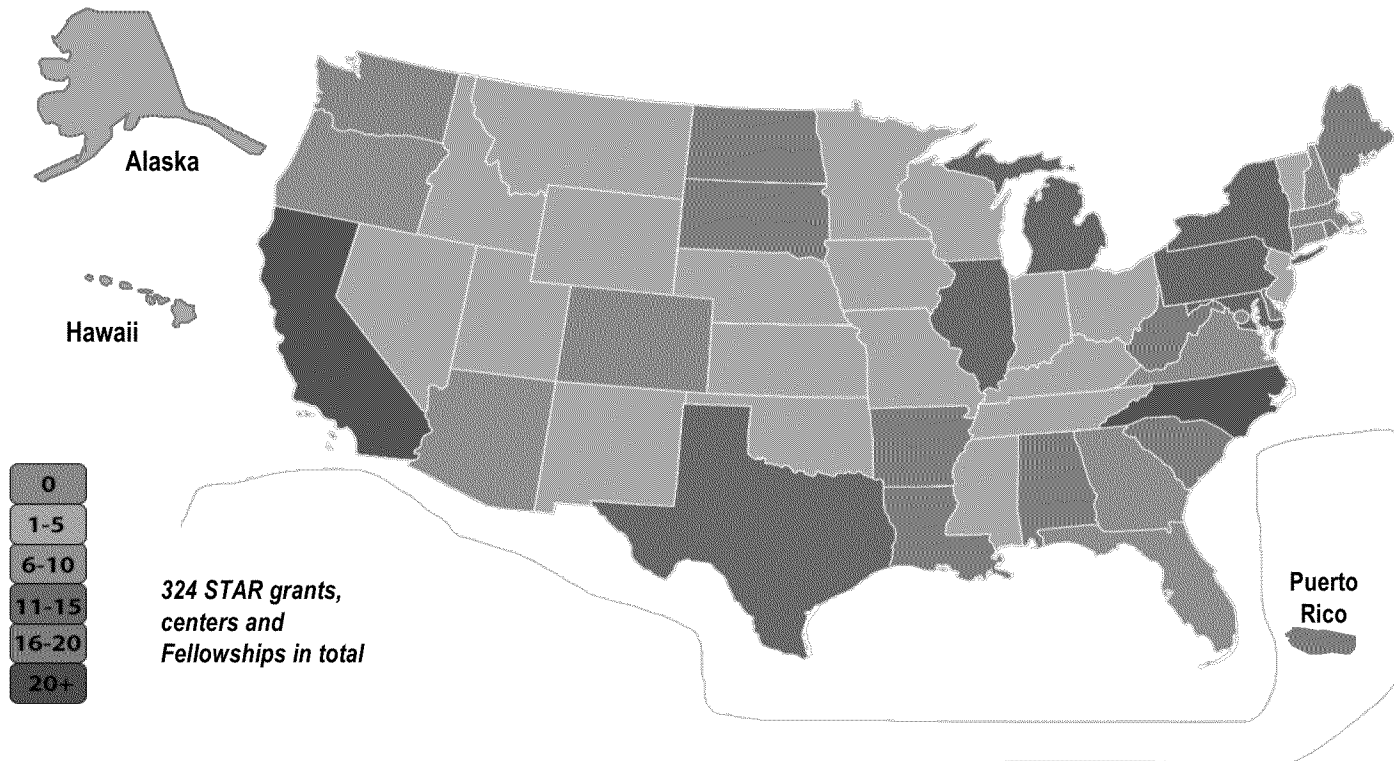 Alaska
Hawaii
0
1-5
6-10
11-15
16-20
20+
324 STAR grants,
centers and
Fellowships in total
Puerto
Rico